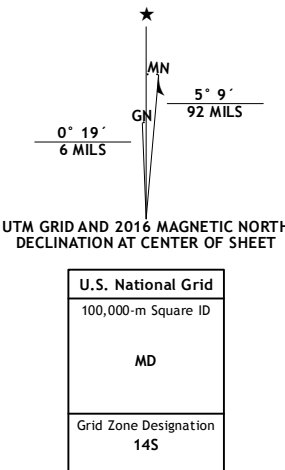 ★
MN
GN
5° 9´
92 MILS
0° 19´
6 MILS
UTM GRID AND 2016 MAGNETIC NORTH
DECLINATION AT CENTER OF SHEET
U.S. National Grid
100,000-m Square ID
MD
Grid Zone Designation
14S